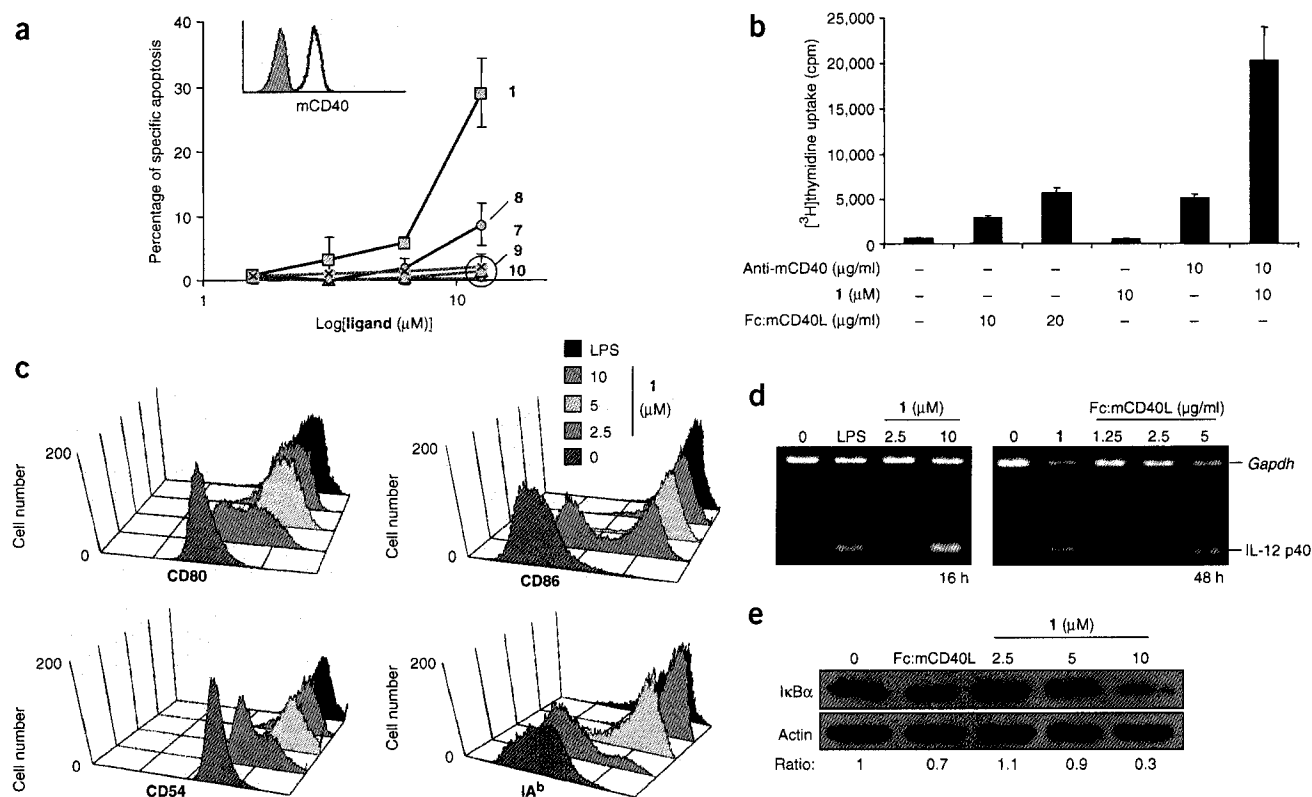 a
40
30
20
10
0
Percentage of specific apoptosis
mCD40
1
8
7
9
10
1
10
Log[ligand (μM)]
b
25,000
20,000
15,000
10,000
5,000
0
[³H]thymidine uptake (cpm)
Anti-mCD40 (μg/ml) – – – – 10 10
1 (μM) – – – 10 – 10
Fc:mCD40L (μg/ml) – 10 20 – – –
c
LPS
10
5
2.5
0
1
(μM)
200
0
Cell number
CD80
200
0
Cell number
CD86
200
0
Cell number
CD54
200
0
Cell number
IAᵇ
d
1 (μM)
0 LPS 2.5 10
16 h
Fc:mCD40L (μg/ml)
0 1 1.25 2.5 5
Gapdh
IL-12 p40
48 h
e
1 (μM)
0 Fc:mCD40L 2.5 5 10
IκBα
Actin
Ratio: 1 0.7 1.1 0.9 0.3